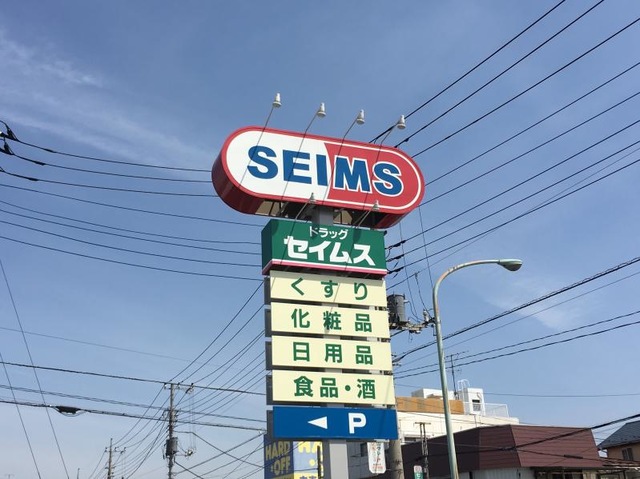 SEIMS
ドラッグ
セイムス
くすり
化粧品
日用品
食品・酒
P
HARD
OFF